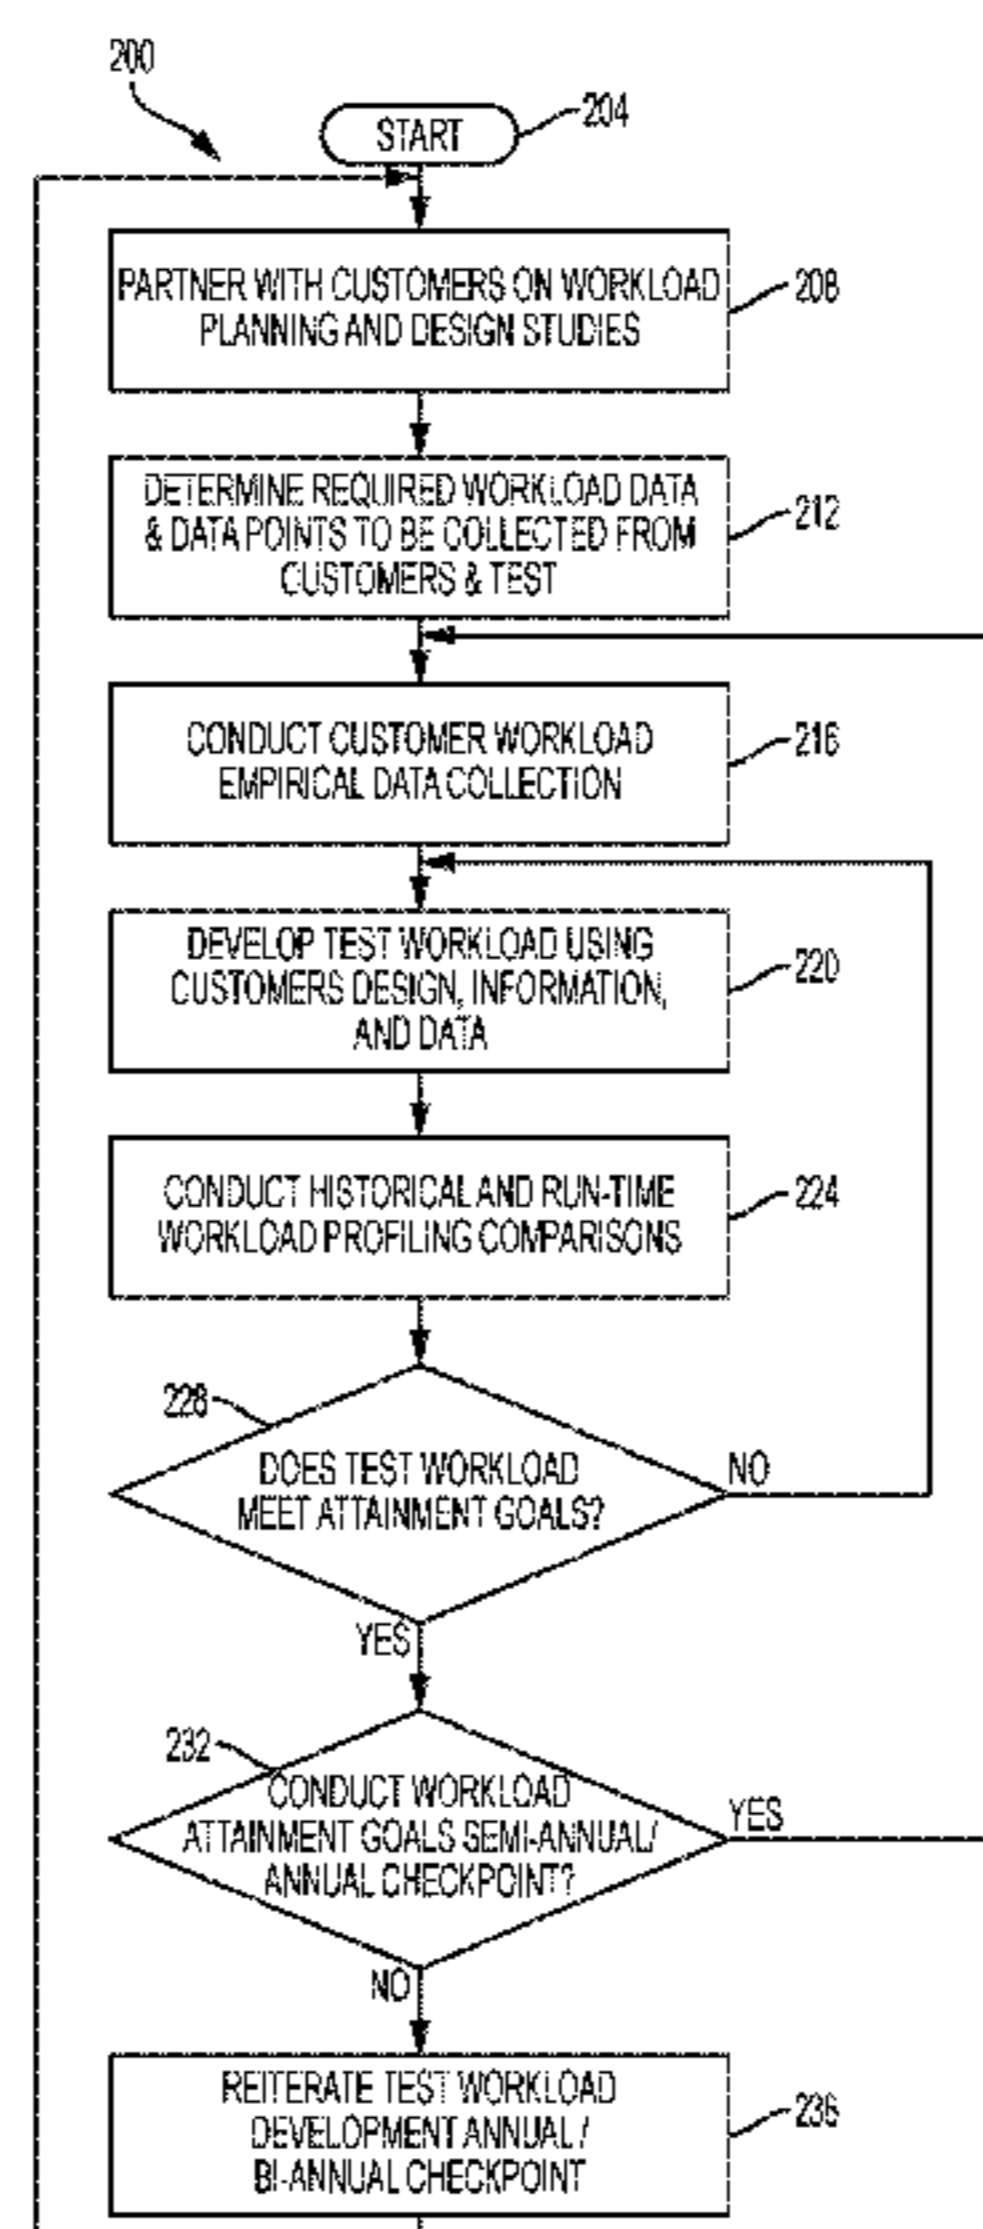 200
START
204
PARTNER WITH CUSTOMERS ON WORKLOAD
PLANNING AND DESIGN STUDIES
208
DETERMINE REQUIRED WORKLOAD DATA
& DATA POINTS TO BE COLLECTED FROM
CUSTOMERS & TEST
212
CONDUCT CUSTOMER WORKLOAD
EMPIRICAL DATA COLLECTION
216
DEVELOP TEST WORKLOAD USING
CUSTOMERS DESIGN, INFORMATION,
AND DATA
220
CONDUCT HISTORICAL AND RUN-TIME
WORKLOAD PROFILING COMPARISONS
224
228
DOES TEST WORKLOAD
MEET ATTAINMENT GOALS?
NO
YES
232
CONDUCT WORKLOAD
ATTAINMENT GOALS SEMI-ANNUAL/
ANNUAL CHECKPOINT?
YES
NO
REITERATE TEST WORKLOAD
DEVELOPMENT ANNUAL /
BI-ANNUAL CHECKPOINT
236